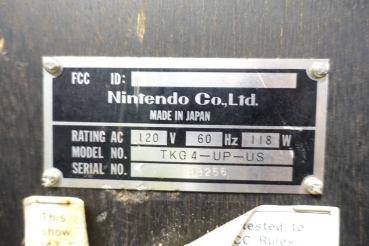 FCC ID:
Nintendo Co.,Ltd.
MADE IN JAPAN
RATING AC 120 V 60 Hz 118 W
MODEL NO. TKG4-UP-US
SERIAL NO. 
This
show
tested to
CC Rules